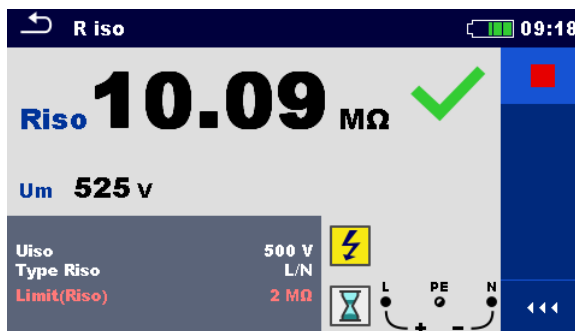 R iso 09:18
Riso 10.09 MΩ
Um 525 V
Uiso 500 V
Type Riso L/N
Limit(Riso) 2 MΩ
L PE N
+ -